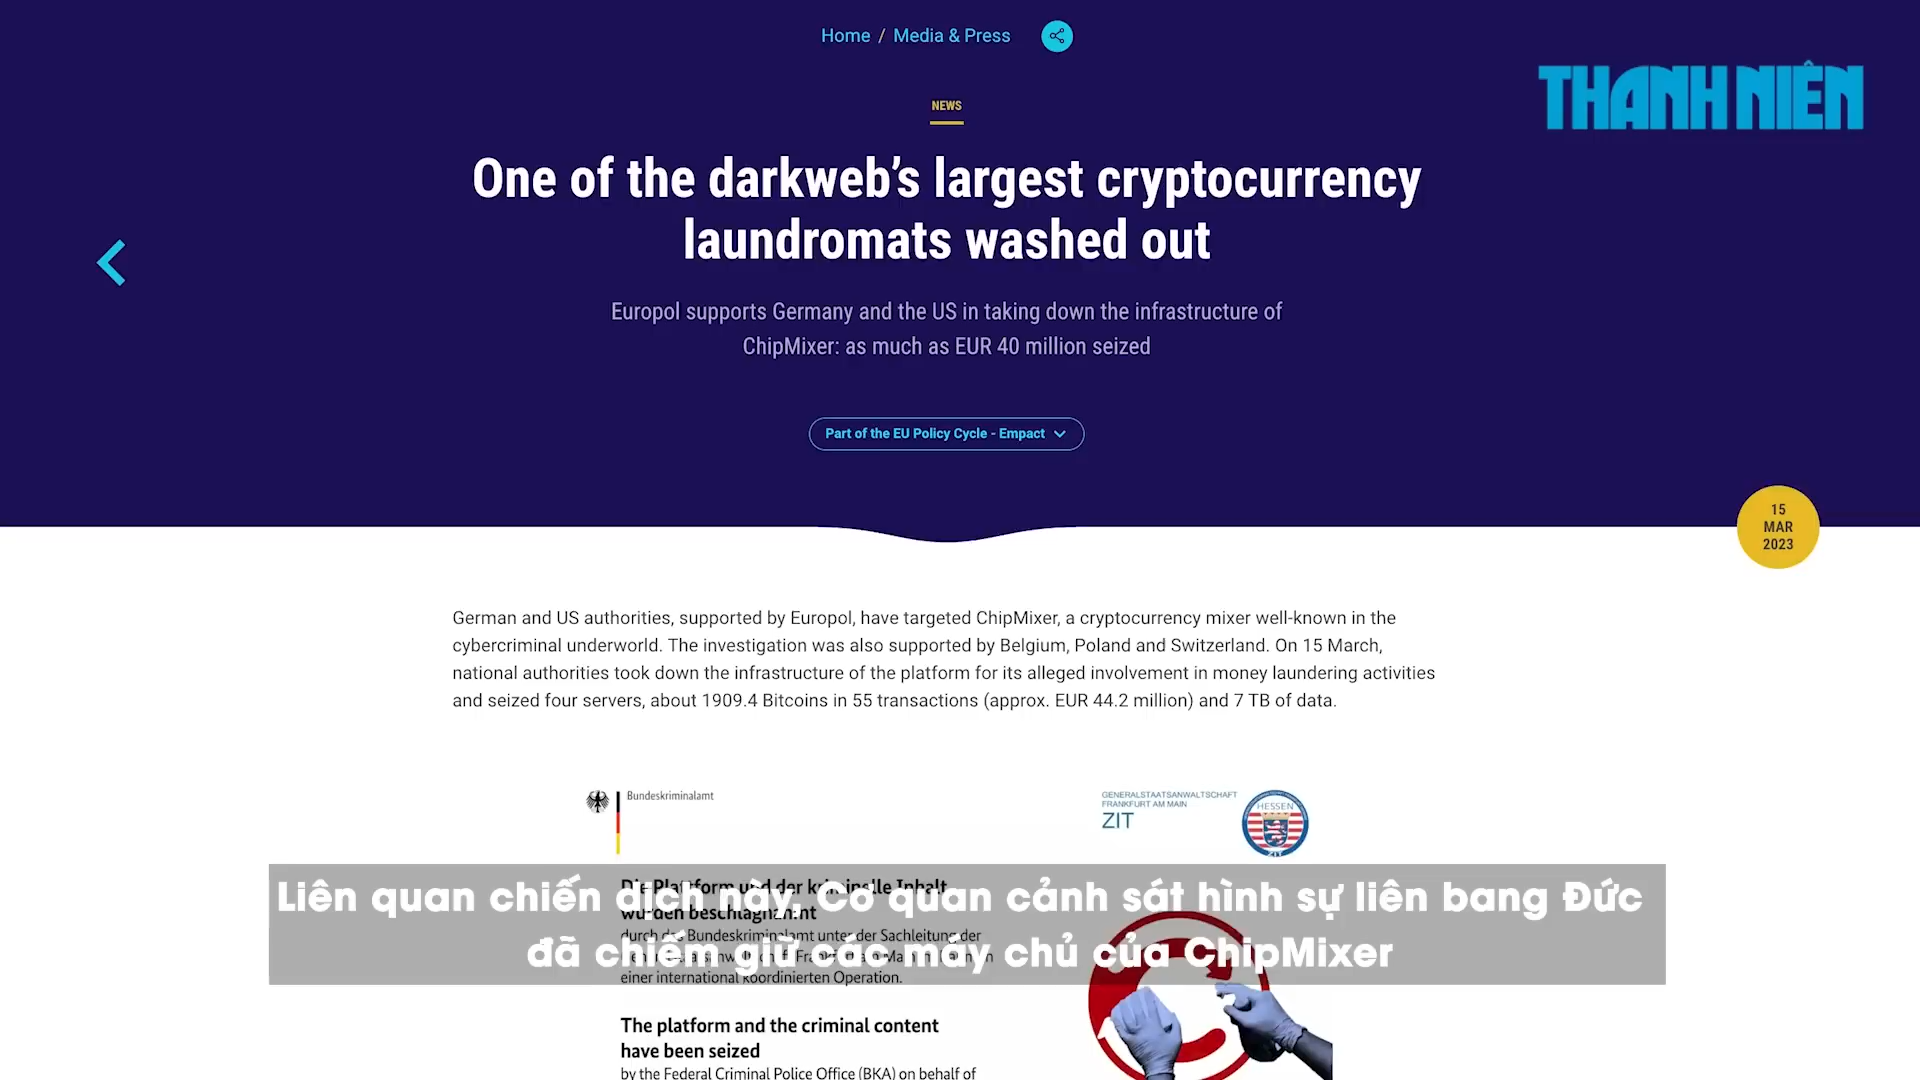 Home / Media & Press
THANH NIÊN
NEWS
One of the darkweb’s largest cryptocurrency
laundromats washed out
Europol supports Germany and the US in taking down the infrastructure of
ChipMixer: as much as EUR 40 million seized
Part of the EU Policy Cycle - Empact
15
MAR
2023
German and US authorities, supported by Europol, have targeted ChipMixer, a cryptocurrency mixer well-known in the
cybercriminal underworld. The investigation was also supported by Belgium, Poland and Switzerland. On 15 March,
national authorities took down the infrastructure of the platform for its alleged involvement in money laundering activities
and seized four servers, about 1909.4 Bitcoins in 55 transactions (approx. EUR 44.2 million) and 7 TB of data.
Bundeskriminalamt
GENERALSTAATSANWALTSCHAFT
FRANKFURT AM MAIN
ZIT
HESSEN
ZIT
Die Plattform und der kriminelle Inhalt
wurden beschlagnahmt
durch das Bundeskriminalamt unter der Sachleitung der
einer international koordinierten Operation.
Liên quan chiến dịch này, Cơ quan cảnh sát hình sự liên bang Đức
đã chiếm giữ các máy chủ của ChipMixer
The platform and the criminal content
have been seized
by the Federal Criminal Police Office (BKA) on behalf of